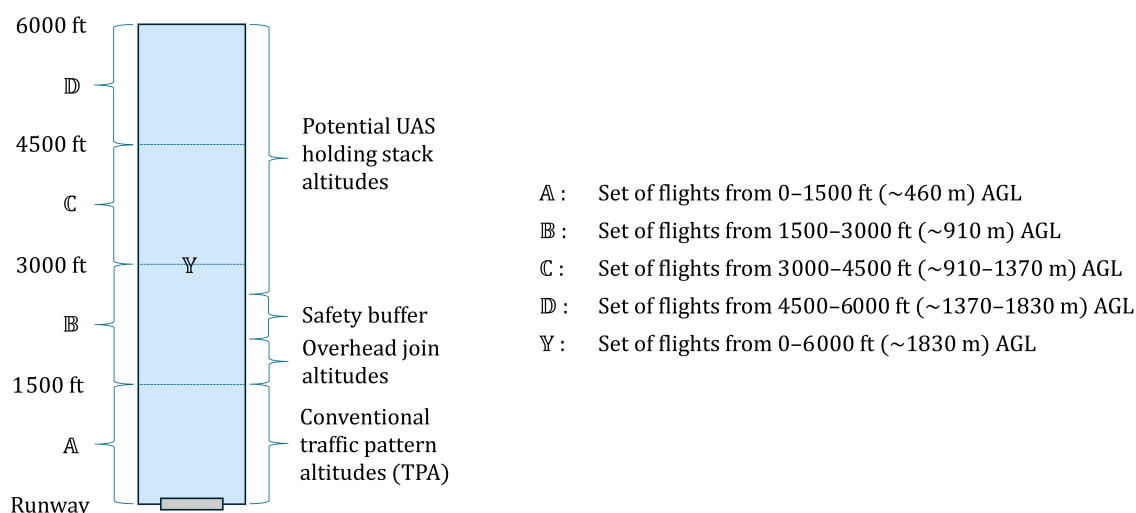 6000 ft
𝔻
4500 ft
ℂ
3000 ft
𝔹
1500 ft
𝔸
Runway
𝕐
Potential UAS
holding stack
altitudes
Safety buffer
Overhead join
altitudes
Conventional
traffic pattern
altitudes (TPA)
𝔸 : Set of flights from 0–1500 ft (~460 m) AGL
𝔹 : Set of flights from 1500–3000 ft (~910 m) AGL
ℂ : Set of flights from 3000–4500 ft (~910–1370 m) AGL
𝔻 : Set of flights from 4500–6000 ft (~1370–1830 m) AGL
𝕐 : Set of flights from 0–6000 ft (~1830 m) AGL